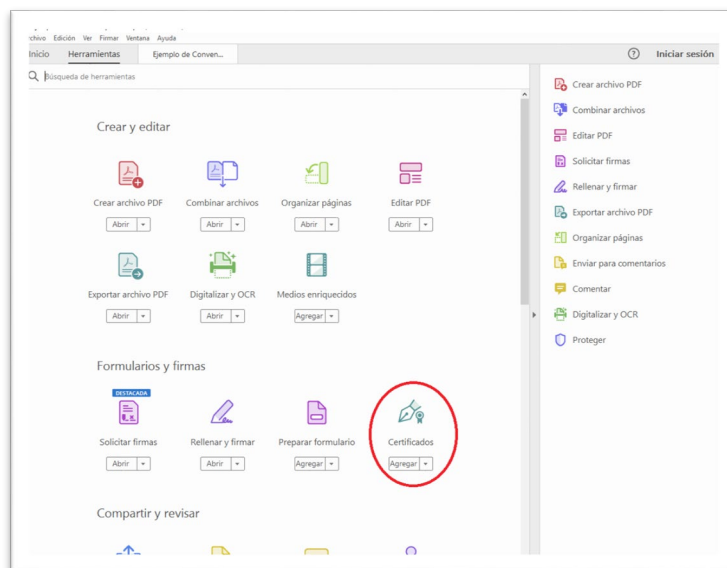 Edición Ver Firmar Ventana Ayuda
Inicio Herramientas Ejemplo de Conven... ? Iniciar sesión
Búsqueda de herramientas
Crear y editar
Crear archivo PDF Combinar archivos Organizar páginas Editar PDF
Abrir Abrir Abrir Abrir
Exportar archivo PDF Digitalizar y OCR Medios enriquecidos
Abrir Abrir Agregar
Formularios y firmas
DESTACADA
Solicitar firmas Rellenar y firmar Preparar formulario Certificados
Abrir Abrir Agregar Agregar
Compartir y revisar
Crear archivo PDF
Combinar archivos
Editar PDF
Solicitar firmas
Rellenar y firmar
Exportar archivo PDF
Organizar páginas
Enviar para comentarios
Comentar
Digitalizar y OCR
Proteger